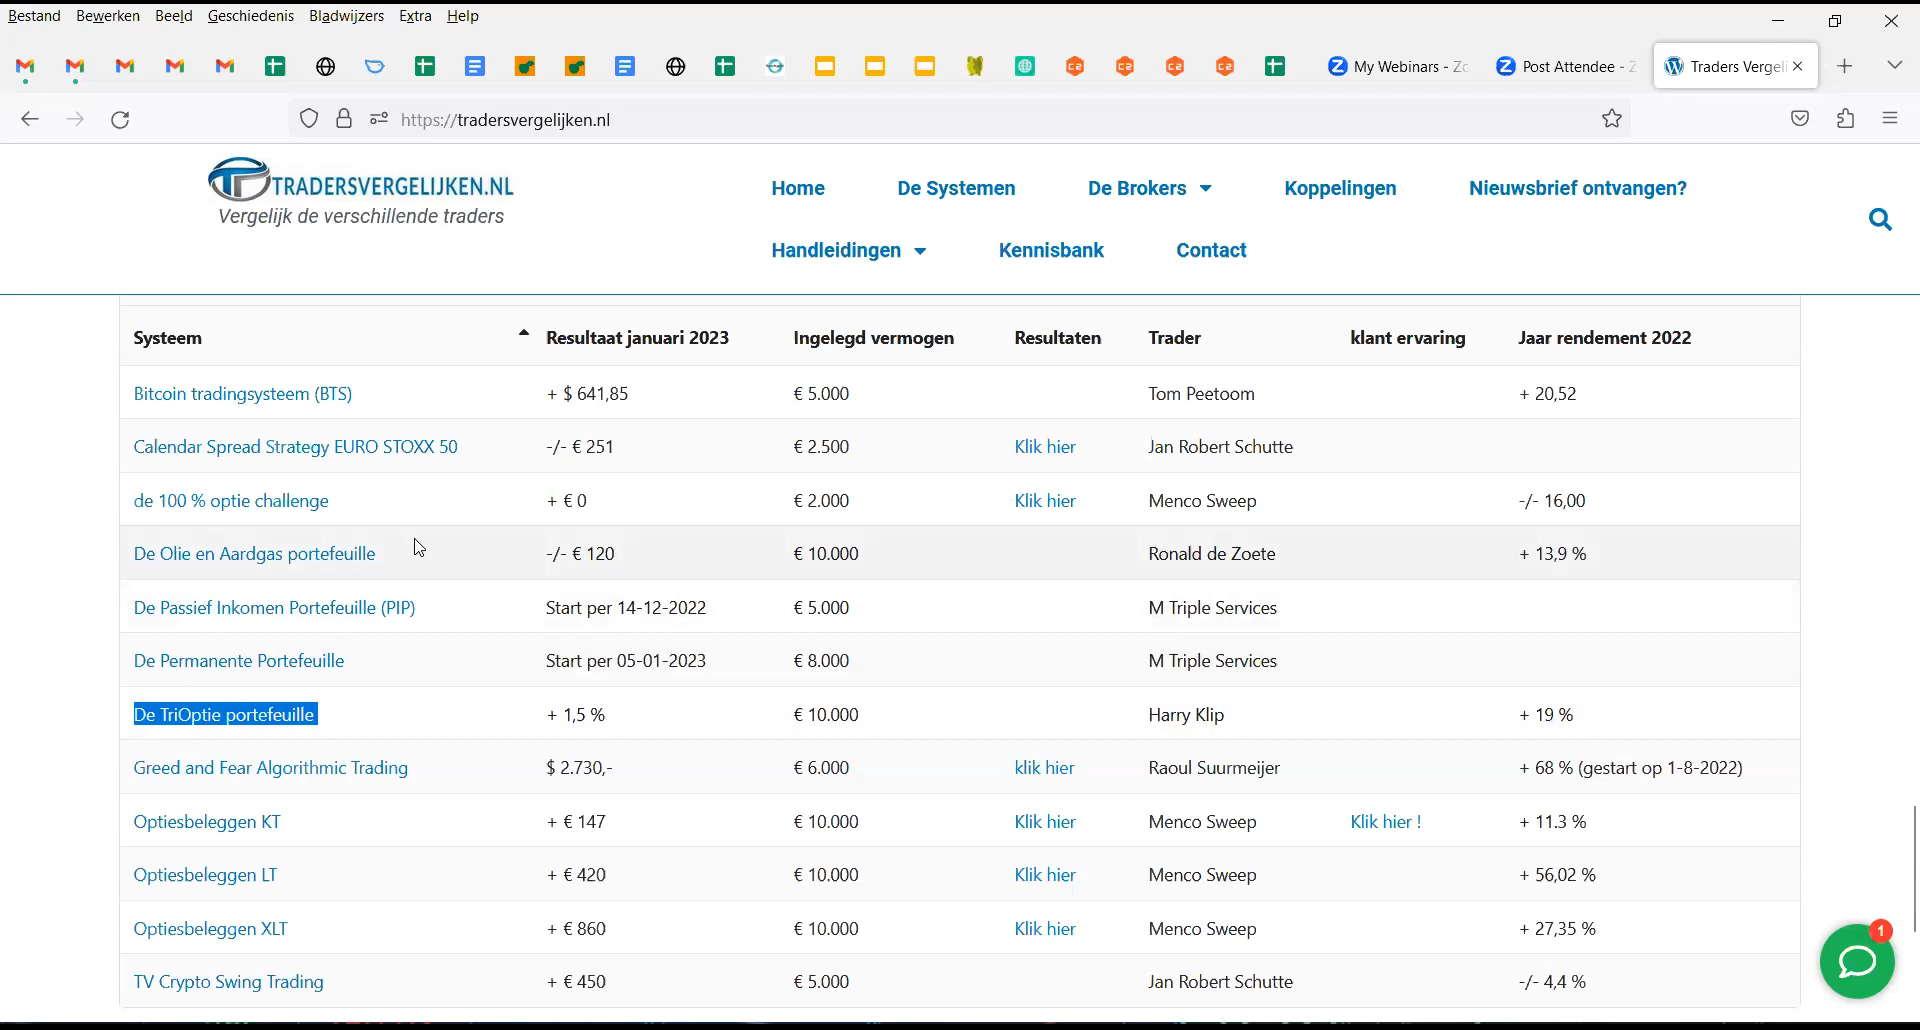 Bestand Bewerken Beeld Geschiedenis Bladwijzers Extra Help
My Webinars - Zo Post Attendee - Z Traders Vergeli
https://tradersvergelijken.nl
TRADERSVERGELIJKEN.NL
Vergelijk de verschillende traders
Home De Systemen De Brokers Koppelingen Nieuwsbrief ontvangen?
Handleidingen Kennisbank Contact
Systeem Resultaat januari 2023 Ingelegd vermogen Resultaten Trader klant ervaring Jaar rendement 2022
Bitcoin tradingsysteem (BTS) + $ 641,85 € 5.000 Tom Peetoom + 20,52
Calendar Spread Strategy EURO STOXX 50 -/- € 251 € 2.500 Klik hier Jan Robert Schutte
de 100 % optie challenge + € 0 € 2.000 Klik hier Menco Sweep -/- 16,00
De Olie en Aardgas portefeuille -/- € 120 € 10.000 Ronald de Zoete + 13,9 %
De Passief Inkomen Portefeuille (PIP) Start per 14-12-2022 € 5.000 M Triple Services
De Permanente Portefeuille Start per 05-01-2023 € 8.000 M Triple Services
De TriOptie portefeuille + 1,5 % € 10.000 Harry Klip + 19 %
Greed and Fear Algorithmic Trading $ 2.730,- € 6.000 klik hier Raoul Suurmeijer + 68 % (gestart op 1-8-2022)
Optiesbeleggen KT + € 147 € 10.000 Klik hier Menco Sweep Klik hier ! + 11.3 %
Optiesbeleggen LT + € 420 € 10.000 Klik hier Menco Sweep + 56,02 %
Optiesbeleggen XLT + € 860 € 10.000 Klik hier Menco Sweep + 27,35 %
1
TV Crypto Swing Trading + € 450 € 5.000 Jan Robert Schutte -/- 4,4 %